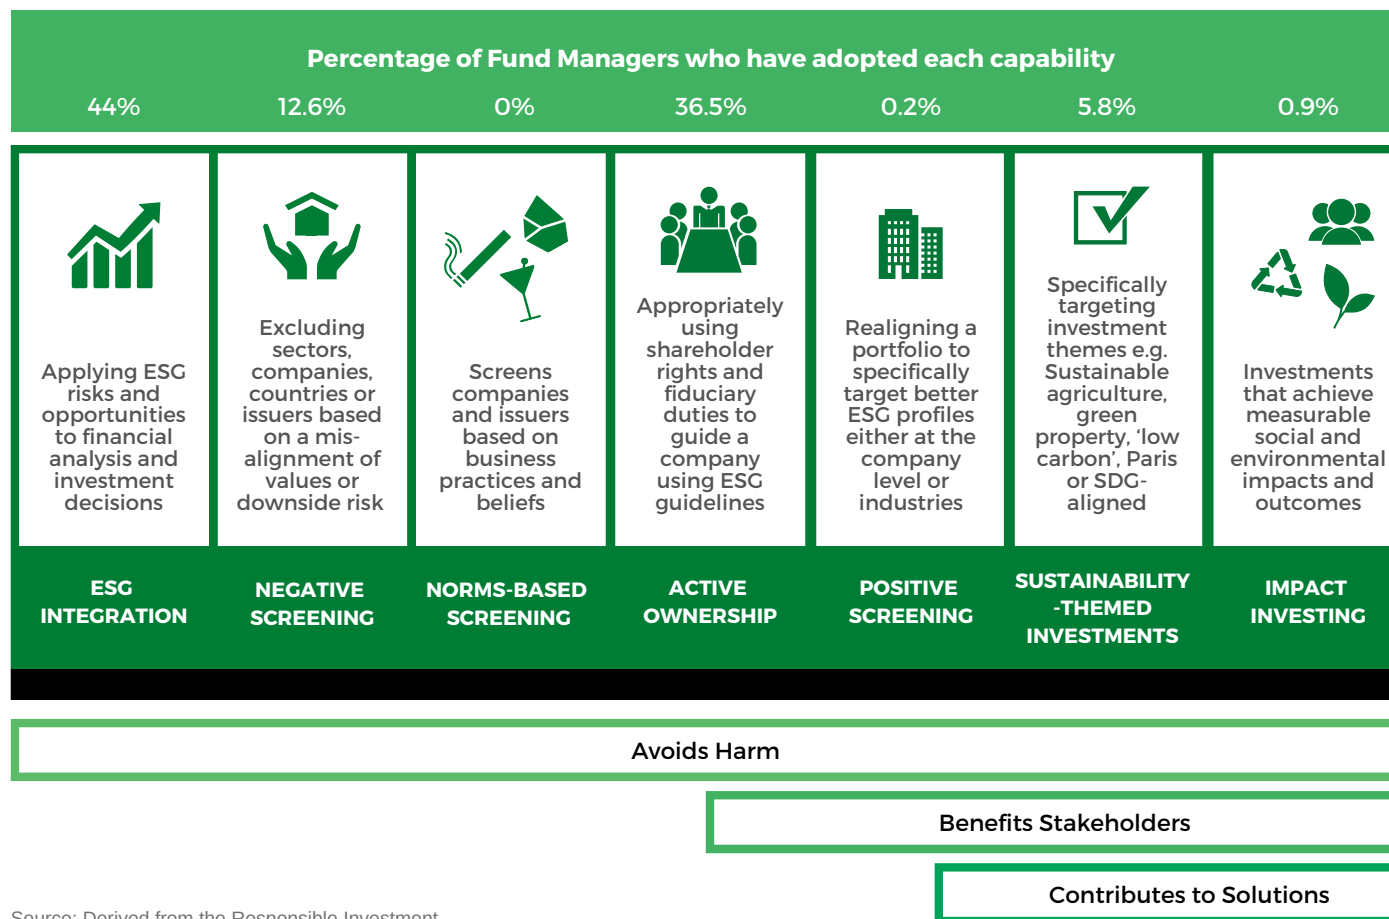 Percentage of Fund Managers who have adopted each capability
44% 12.6% 0% 36.5% 0.2% 5.8% 0.9%
Applying ESG
risks and
opportunities
to financial
analysis and
investment
decisions
Excluding
sectors,
companies,
countries or
issuers based
on a mis-
alignment of
values or
downside risk
Screens
companies
and issuers
based on
business
practices and
beliefs
Appropriately
using
shareholder
rights and
fiduciary
duties to
guide a
company
using ESG
guidelines
Realigning a
portfolio to
specifically
target better
ESG profiles
either at the
company
level or
industries
Specifically
targeting
investment
themes e.g.
Sustainable
agriculture,
green
property, ‘low
carbon’, Paris
or SDG-
aligned
Investments
that achieve
measurable
social and
environmental
impacts and
outcomes
ESG
INTEGRATION
NEGATIVE
SCREENING
NORMS-BASED
SCREENING
ACTIVE
OWNERSHIP
POSITIVE
SCREENING
SUSTAINABILITY
-THEMED
INVESTMENTS
IMPACT
INVESTING
Avoids Harm
Benefits Stakeholders
Contributes to Solutions
Source: Derived from the Responsible Investment